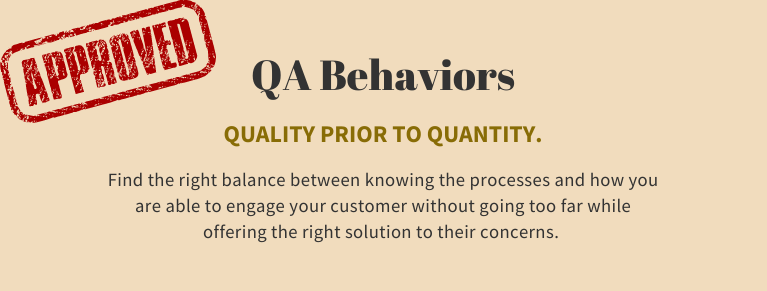 APPROVED
QA Behaviors
QUALITY PRIOR TO QUANTITY.
Find the right balance between knowing the processes and how you
are able to engage your customer without going too far while
offering the right solution to their concerns.